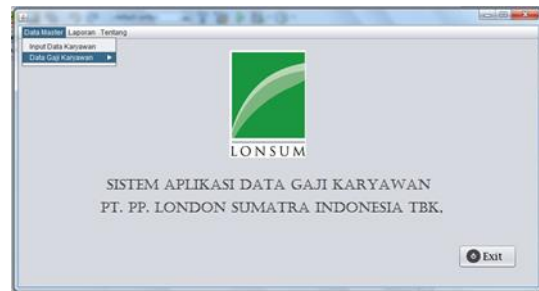 Data Master Laporan Tentang
Input Data Karyawan
Data Gaji Karyawan
LONSUM
SISTEM APLIKASI DATA GAJI KARYAWAN
PT. PP. LONDON SUMATRA INDONESIA TBK.
Exit